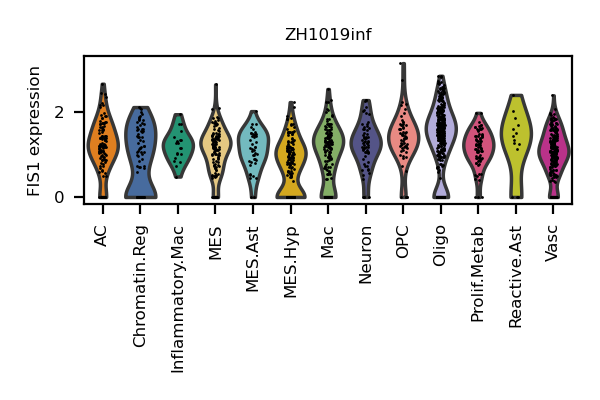 ZH1019inf
FIS1 expression
2
0
AC
Chromatin.Reg
Inflammatory.Mac
MES
MES.Ast
MES.Hyp
Mac
Neuron
OPC
Oligo
Prolif.Metab
Reactive.Ast
Vasc